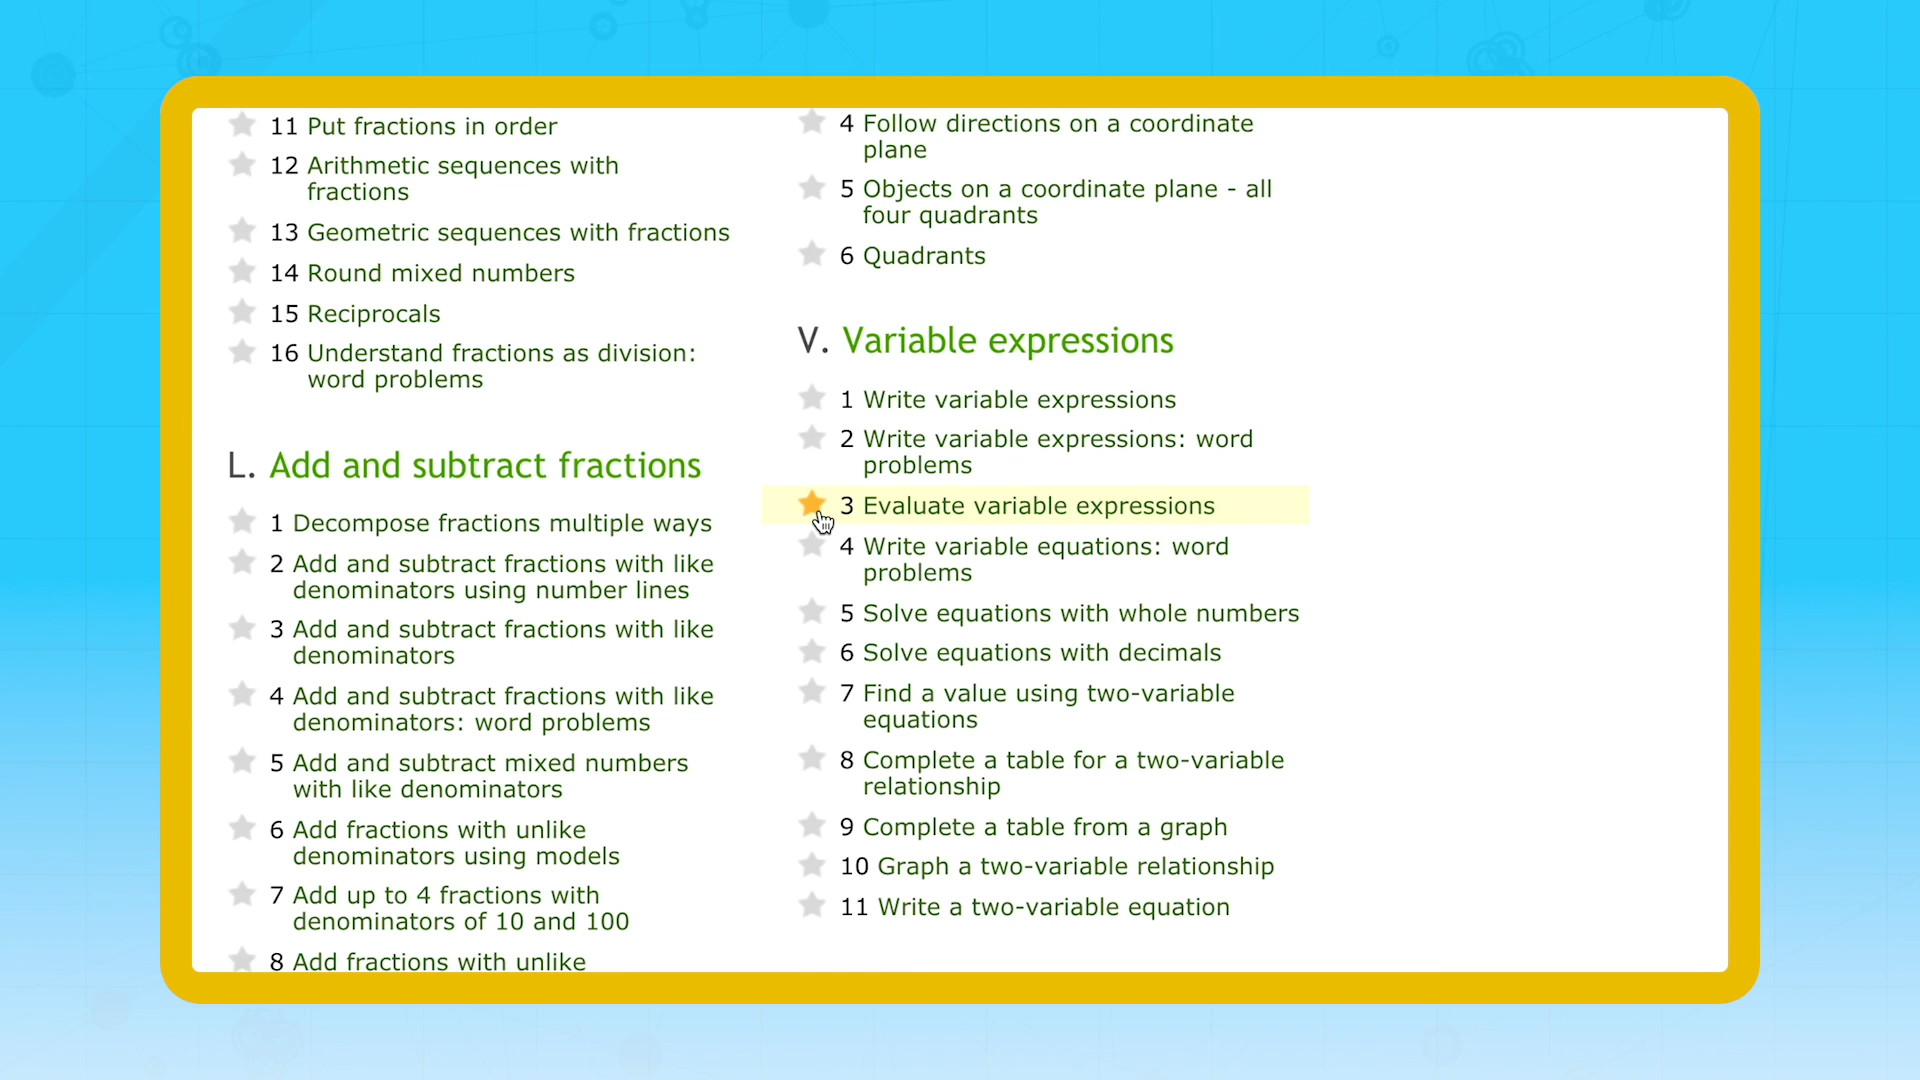 11 Put fractions in order
12 Arithmetic sequences with
fractions
13 Geometric sequences with fractions
14 Round mixed numbers
15 Reciprocals
16 Understand fractions as division:
word problems
L. Add and subtract fractions
1 Decompose fractions multiple ways
2 Add and subtract fractions with like
denominators using number lines
3 Add and subtract fractions with like
denominators
4 Add and subtract fractions with like
denominators: word problems
5 Add and subtract mixed numbers
with like denominators
6 Add fractions with unlike
denominators using models
7 Add up to 4 fractions with
denominators of 10 and 100
8 Add fractions with unlike
4 Follow directions on a coordinate
plane
5 Objects on a coordinate plane - all
four quadrants
6 Quadrants
V. Variable expressions
1 Write variable expressions
2 Write variable expressions: word
problems
3 Evaluate variable expressions
4 Write variable equations: word
problems
5 Solve equations with whole numbers
6 Solve equations with decimals
7 Find a value using two-variable
equations
8 Complete a table for a two-variable
relationship
9 Complete a table from a graph
10 Graph a two-variable relationship
11 Write a two-variable equation